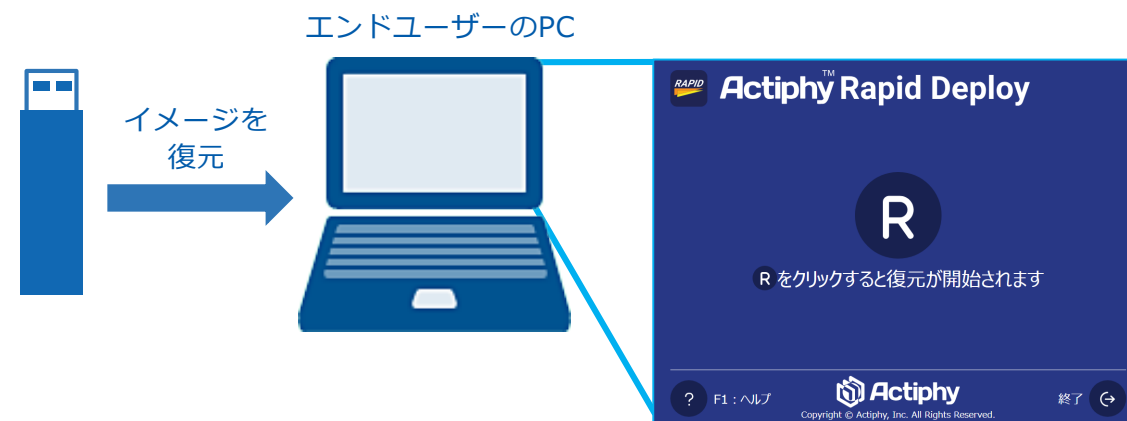 エンドユーザーのPC
イメージを
復元
RAPID
Actiphy™ Rapid Deploy
R
Rをクリックすると復元が開始されます
? F1：ヘルプ
Actiphy
終了
Copyright © Actiphy, Inc. All Rights Reserved.